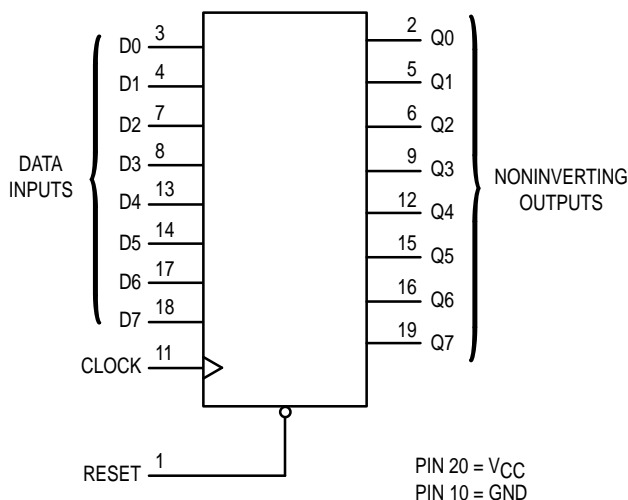 D0 3
D1 4
D2 7
D3 8
D4 13
D5 14
D6 17
D7 18
DATA
INPUTS
CLOCK 11
RESET 1
2 Q0
5 Q1
6 Q2
9 Q3
12 Q4
15 Q5
16 Q6
19 Q7
NONINVERTING
OUTPUTS
PIN 20 = VCC
PIN 10 = GND